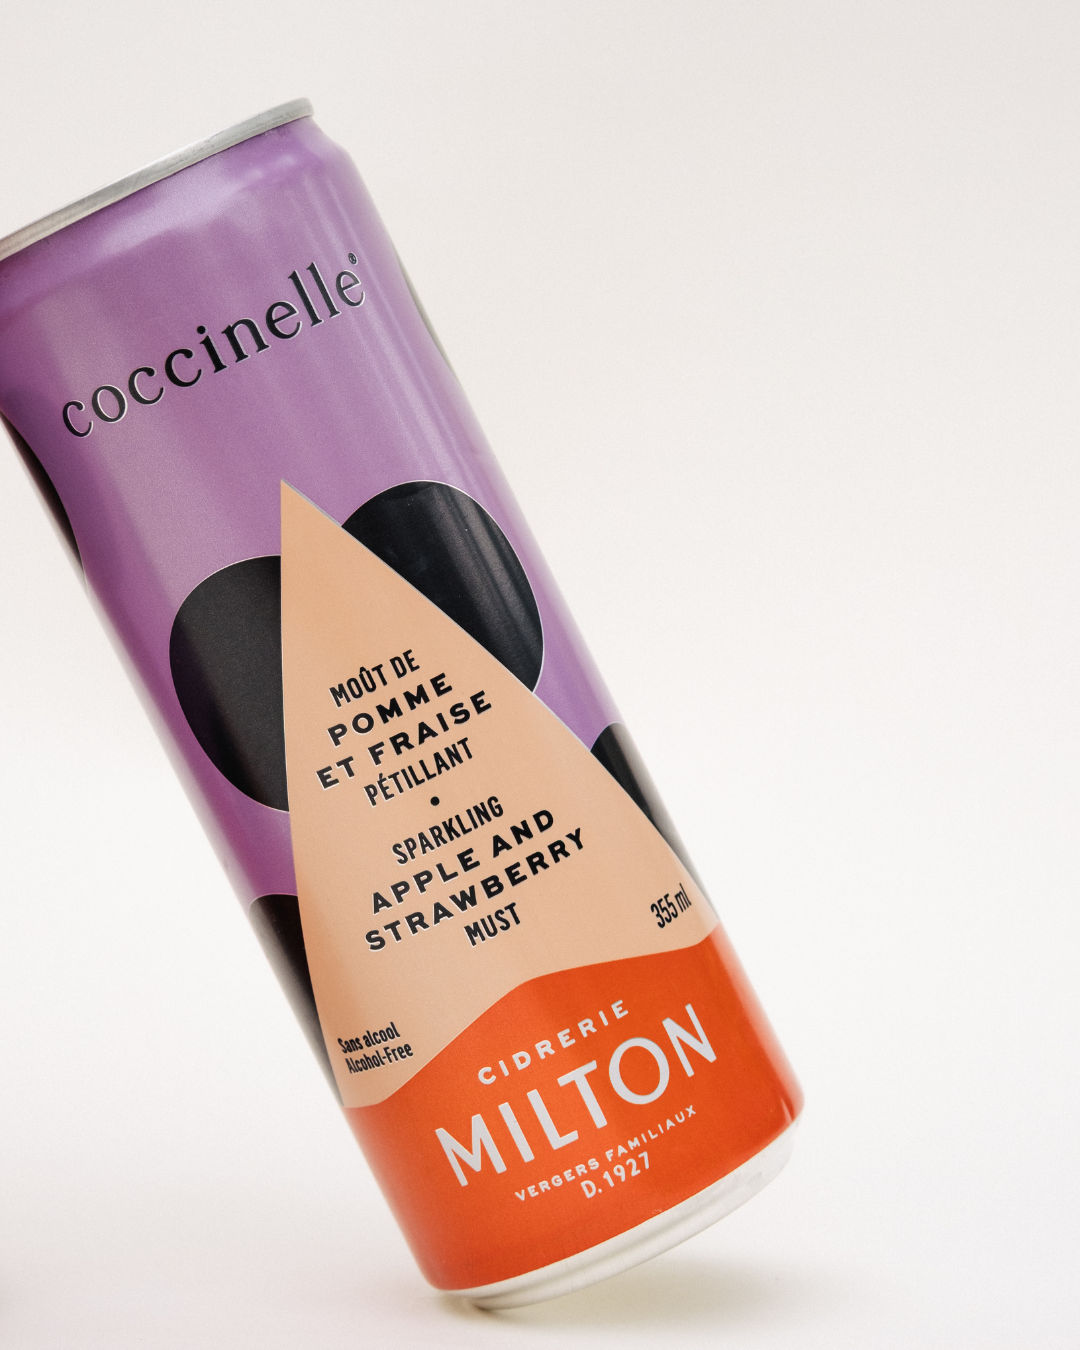 coccinelle®
MOÛT DE
POMME
ET FRAISE
PÉTILLANT
•
SPARKLING
APPLE AND
STRAWBERRY
MUST
355 ml
Sans alcool
Alcohol-Free
CIDRERIE
MILTON
VERGERS FAMILIAUX
D.1927